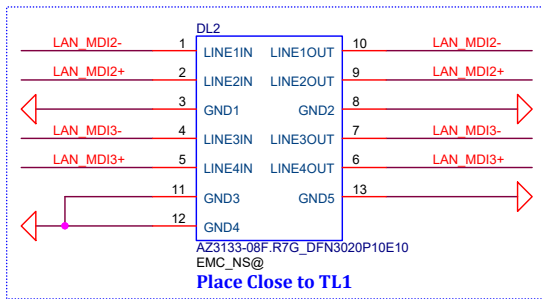 DL2
LAN_MDI2- 1 LINE1IN LINE1OUT 10 LAN_MDI2-
LAN_MDI2+ 2 LINE2IN LINE2OUT 9 LAN_MDI2+
3 GND1 GND2 8
LAN_MDI3- 4 LINE3IN LINE3OUT 7 LAN_MDI3-
LAN_MDI3+ 5 LINE4IN LINE4OUT 6 LAN_MDI3+
11 GND3 GND5 13
12 GND4
AZ3133-08F.R7G_DFN3020P10E10
EMC_NS@
Place Close to TL1